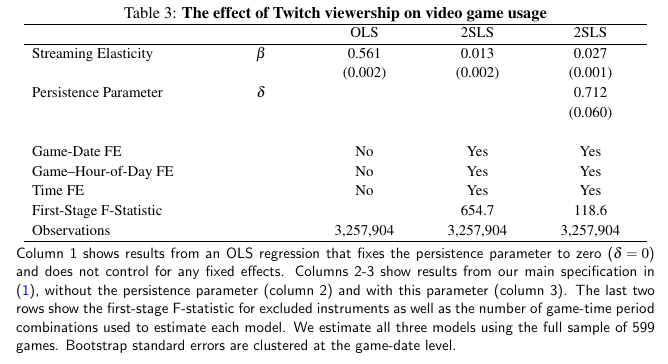 Table 3: The effect of Twitch viewership on video game usage
OLS 2SLS 2SLS
Streaming Elasticity β 0.561 0.013 0.027
(0.002) (0.002) (0.001)
Persistence Parameter δ 0.712
(0.060)
Game-Date FE No Yes Yes
Game–Hour-of-Day FE No Yes Yes
Time FE No Yes Yes
First-Stage F-Statistic 654.7 118.6
Observations 3,257,904 3,257,904 3,257,904
Column 1 shows results from an OLS regression that fixes the persistence parameter to zero (δ = 0)
and does not control for any fixed effects. Columns 2-3 show results from our main specification in
(1), without the persistence parameter (column 2) and with this parameter (column 3). The last two
rows show the first-stage F-statistic for excluded instruments as well as the number of game-time period
combinations used to estimate each model. We estimate all three models using the full sample of 599
games. Bootstrap standard errors are clustered at the game-date level.